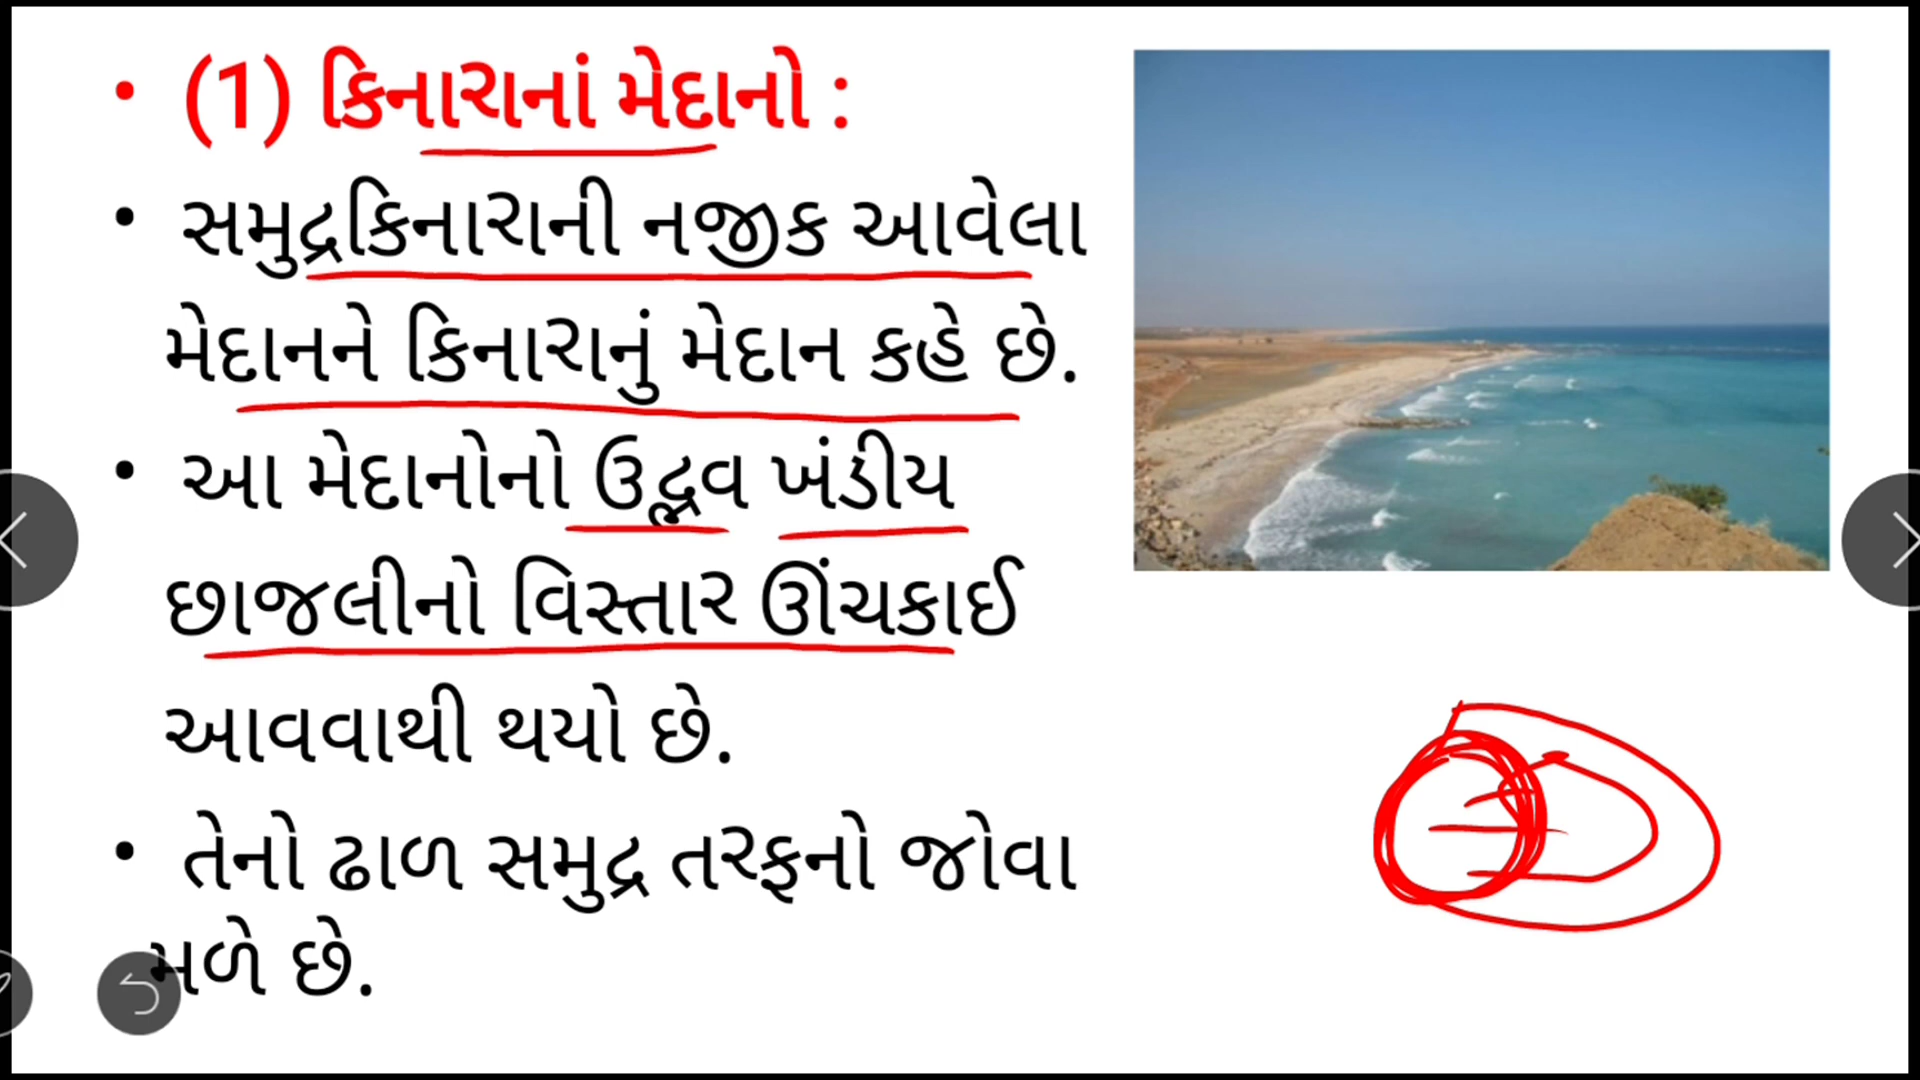 • (1) કિનારાનાં મેદાનો :
• સમુદ્રકિનારાની નજીક આવેલા
મેદાનને કિનારાનું મેદાન કહે છે.
• આ મેદાનોનો ઉદ્ભવ ખંડીય
છાજલીનો વિસ્તાર ઊંચકાઈ
આવવાથી થયો છે.
• તેનો ઢાળ સમુદ્ર તરફનો જોવા
મળે છે.